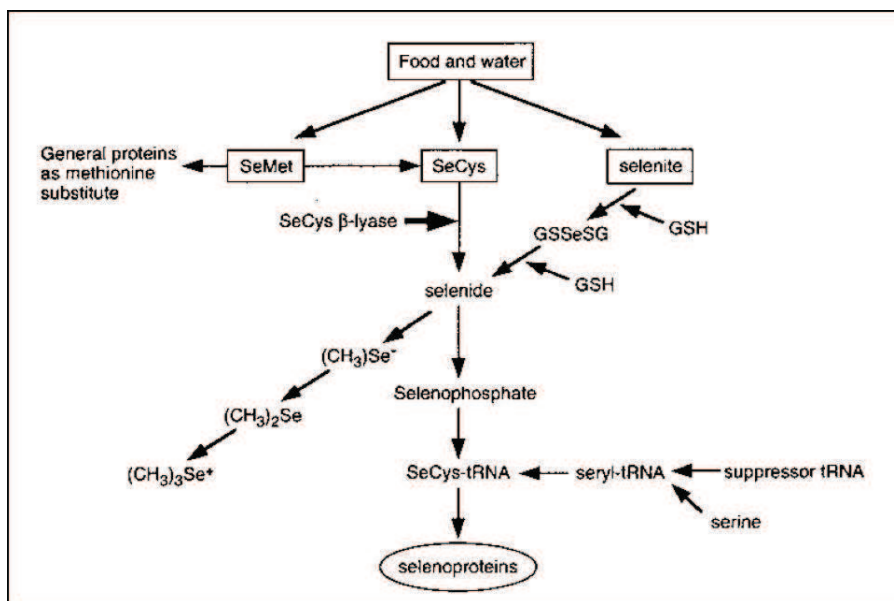 Food and water
General proteins
as methionine
substitute
SeMet
SeCys
selenite
SeCys β-lyase
GSSeSG
GSH
selenide
GSH
(CH₃)Se⁻
Selenophosphate
(CH₃)₂Se
(CH₃)₃Se⁺
SeCys-tRNA
seryl-tRNA
suppressor tRNA
serine
selenoproteins